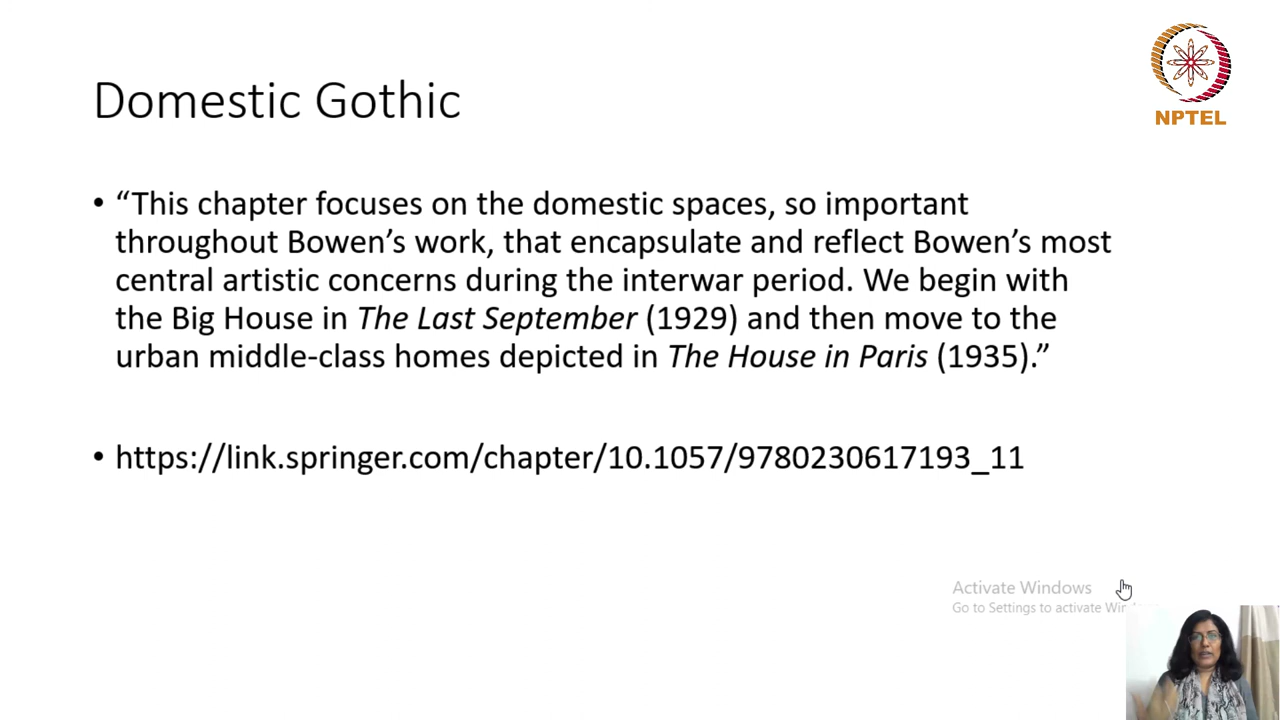 Domestic Gothic
NPTEL
• “This chapter focuses on the domestic spaces, so important
throughout Bowen’s work, that encapsulate and reflect Bowen’s most
central artistic concerns during the interwar period. We begin with
the Big House in The Last September (1929) and then move to the
urban middle-class homes depicted in The House in Paris (1935).”
• https://link.springer.com/chapter/10.1057/9780230617193_11
Activate Windows
Go to Settings to activate